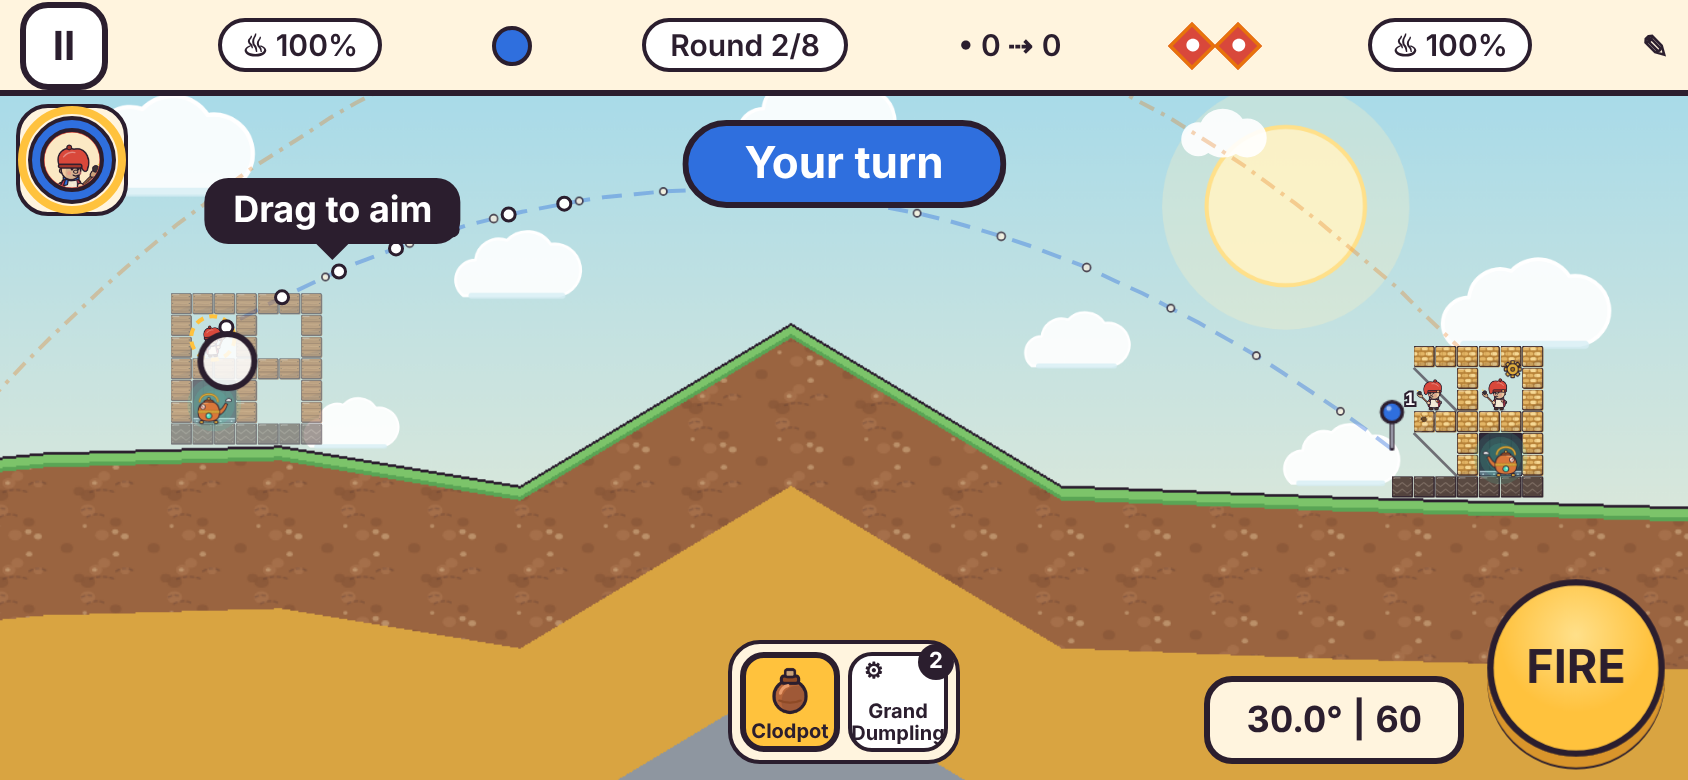 100%
Round 2/8
• 0 ⇢ 0
100%
Your turn
Drag to aim
1
2
Clodpot
Grand
Dumpling
30.0° | 60
FIRE